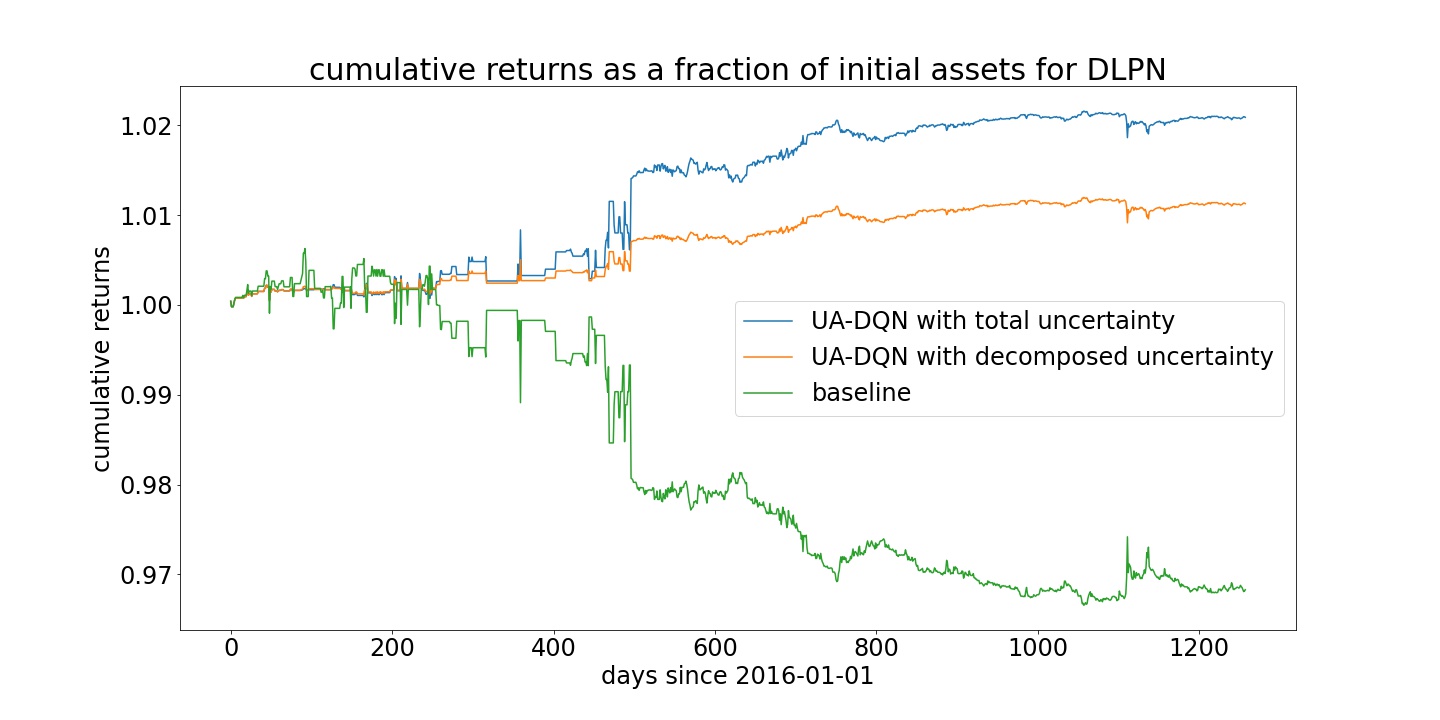 cumulative returns as a fraction of initial assets for DLPN
cumulative returns
1.02
1.01
1.00
0.99
0.98
0.97
UA-DQN with total uncertainty
UA-DQN with decomposed uncertainty
baseline
0 200 400 600 800 1000 1200
days since 2016-01-01